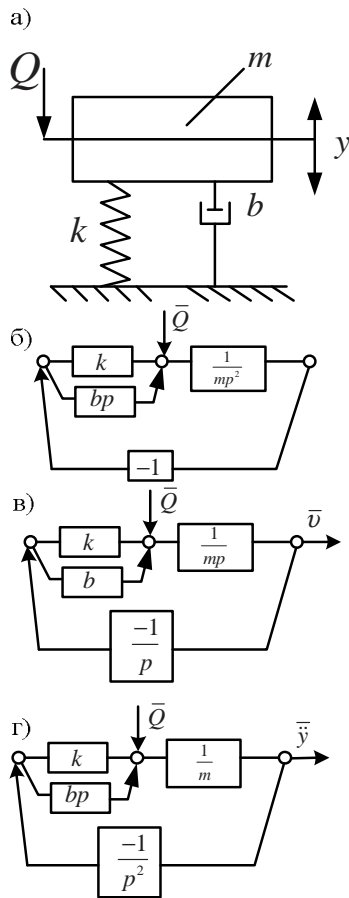 а)
Q
m
y
k
b
б)
Q̅
k
1/mp²
bp
−1
в)
Q̅
k
1/mp
υ̅
b
−1/p
г)
Q̅
k
1/m
ÿ̅
bp
−1/p²